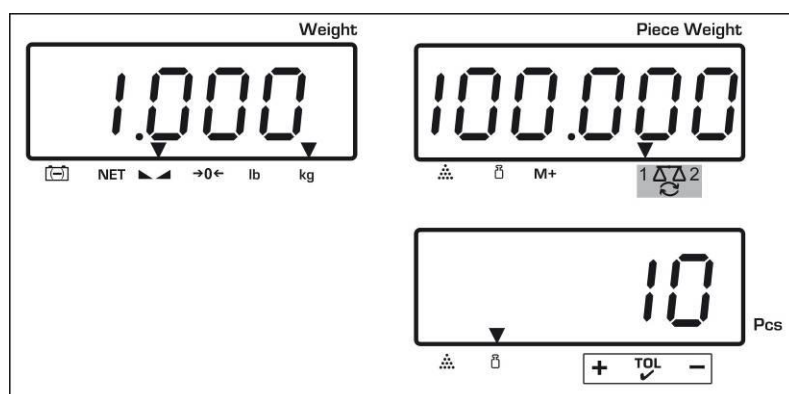 Weight
Piece Weight
1.000
100.000
NET →0← lb kg
M+ 1 2
10
Pcs
+ TOL −